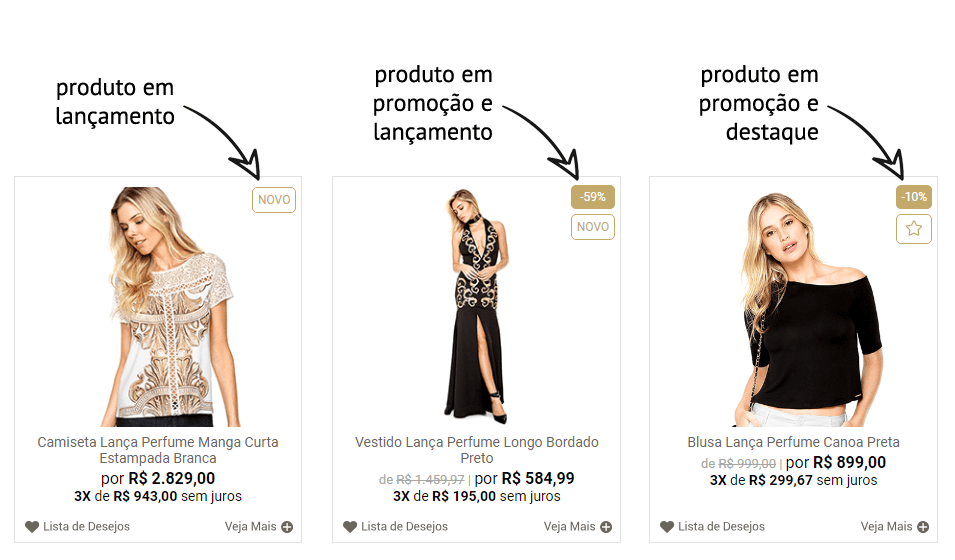 produto em
lançamento
produto em
promoção e
lançamento
produto em
promoção e
destaque
NOVO
Camiseta Lança Perfume Manga Curta
Estampada Branca
por R$ 2.829,00
3X de R$ 943,00 sem juros
Lista de Desejos Veja Mais
-59%
NOVO
Vestido Lança Perfume Longo Bordado
Preto
de R$ 1.459,97 | por R$ 584,99
3X de R$ 195,00 sem juros
Lista de Desejos Veja Mais
-10%
Blusa Lança Perfume Canoa Preta
de R$ 999,00 | por R$ 899,00
3X de R$ 299,67 sem juros
Lista de Desejos Veja Mais